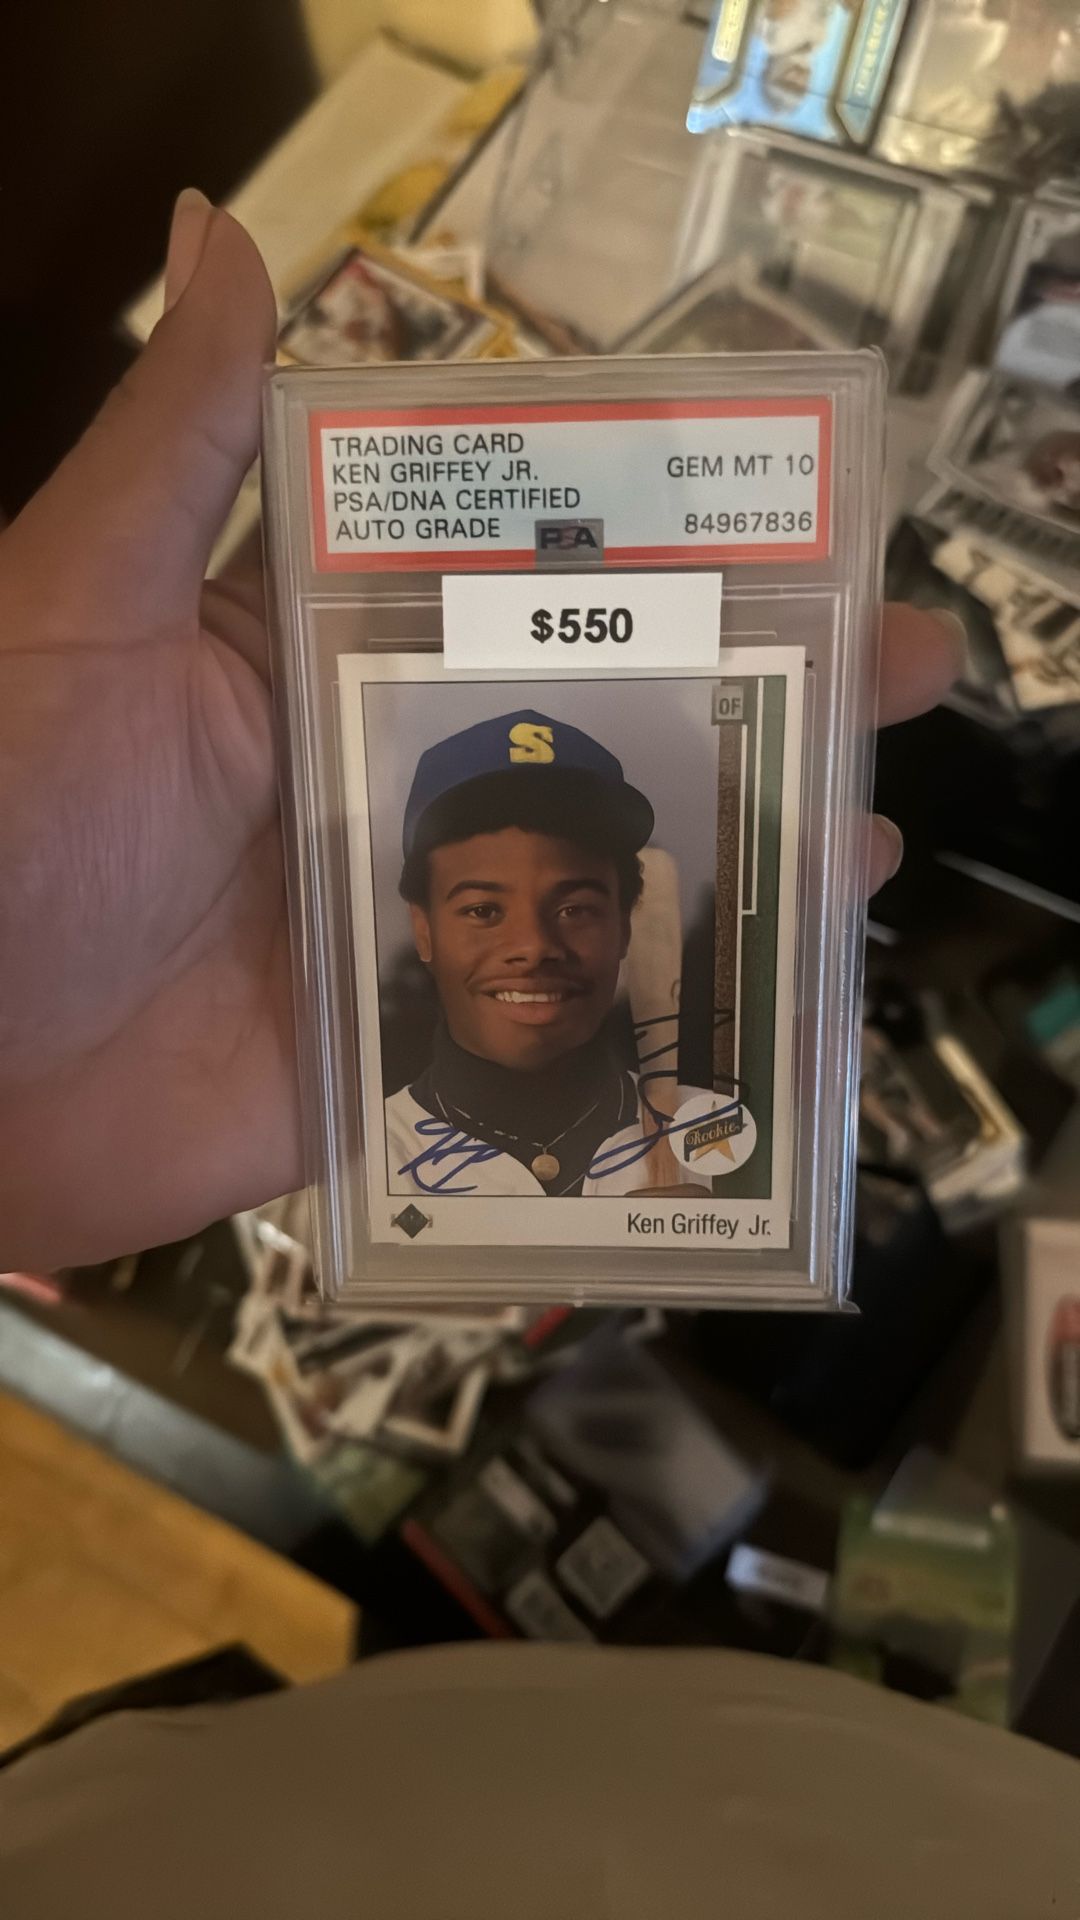 TRADING CARD
KEN GRIFFEY JR.
GEM MT 10
PSA/DNA CERTIFIED
AUTO GRADE
PSA
84967836
$550
OF
S
Rookie
Ken Griffey Jr.